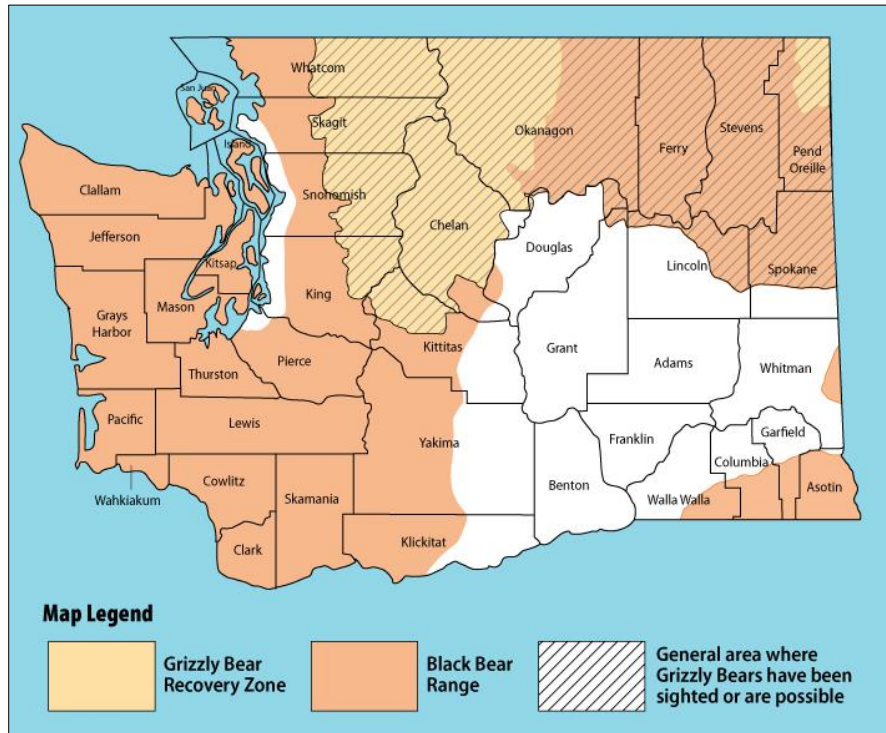 Whatcom
San Juan
Skagit
Island
Okanagon
Ferry
Stevens
Pend
Oreille
Clallam
Snohomish
Chelan
Jefferson
Douglas
Kitsap
Lincoln
Spokane
Grays
Harbor
Mason
King
Kittitas
Grant
Adams
Whitman
Thurston
Pierce
Pacific
Lewis
Yakima
Franklin
Garfield
Columbia
Wahkiakum
Cowlitz
Skamania
Benton
Walla Walla
Asotin
Clark
Klickitat
Map Legend
Grizzly Bear
Recovery Zone
Black Bear
Range
General area where
Grizzly Bears have been
sighted or are possible